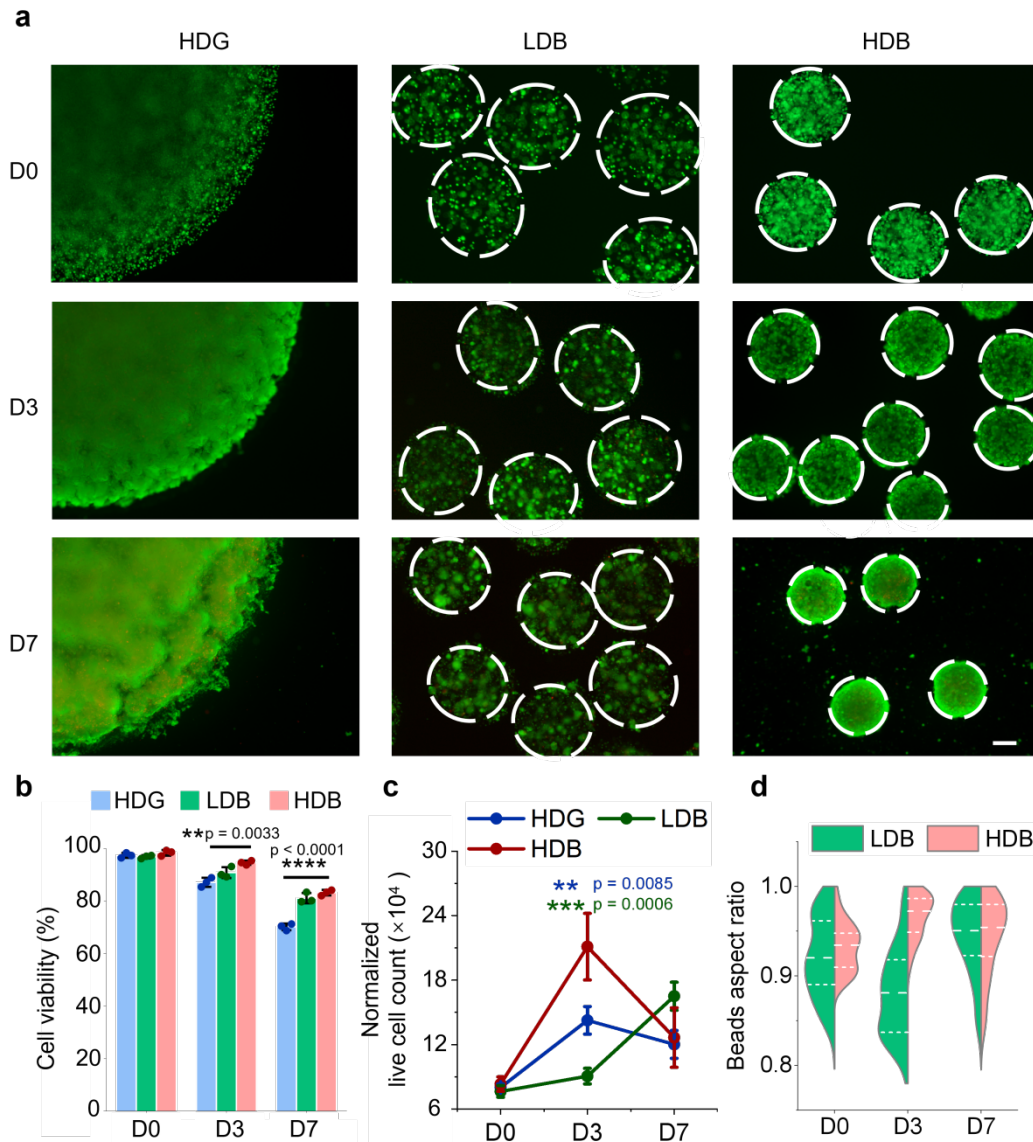 a
HDG LDB HDB
D0
D3
D7
b
HDG LDB HDB
Cell viability (%)
100
80
60
40
20
0
**p = 0.0033
p < 0.0001
****
D0 D3 D7
c
HDG LDB
HDB
Normalized
live cell count (×10⁴)
30
24
18
12
6
** p = 0.0085
*** p = 0.0006
D0 D3 D7
d
LDB HDB
Beads aspect ratio
1.0
0.9
0.8
D0 D3 D7